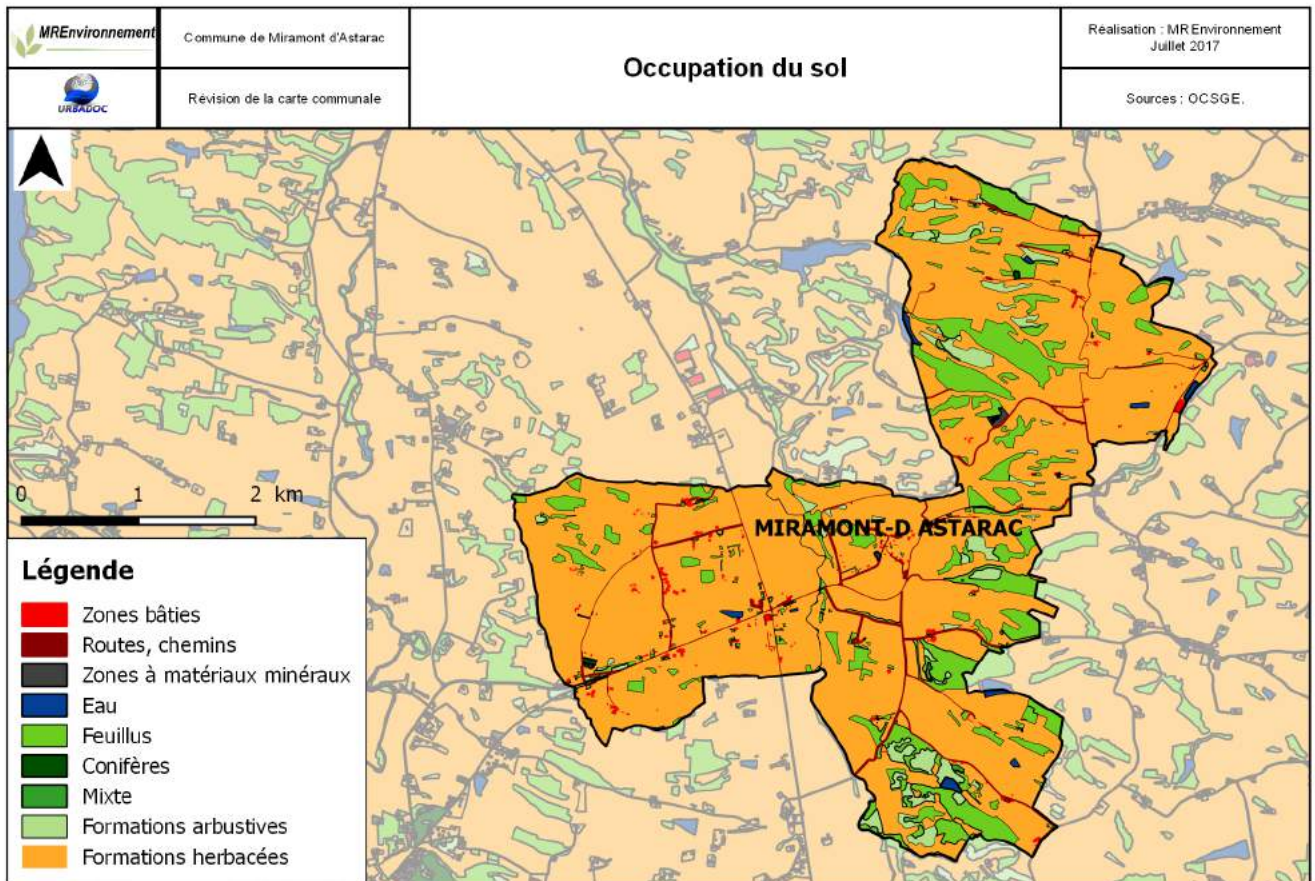 MREnvironnement
Commune de Miramont d'Astarac
Occupation du sol
Réalisation : MREnvironnement
Juillet 2017
URBADOC
Révision de la carte communale
Sources : OCSGE.
0 1 2 km
MIRAMONT-D ASTARAC
Légende
Zones bâties
Routes, chemins
Zones à matériaux minéraux
Eau
Feuillus
Conifères
Mixte
Formations arbustives
Formations herbacées